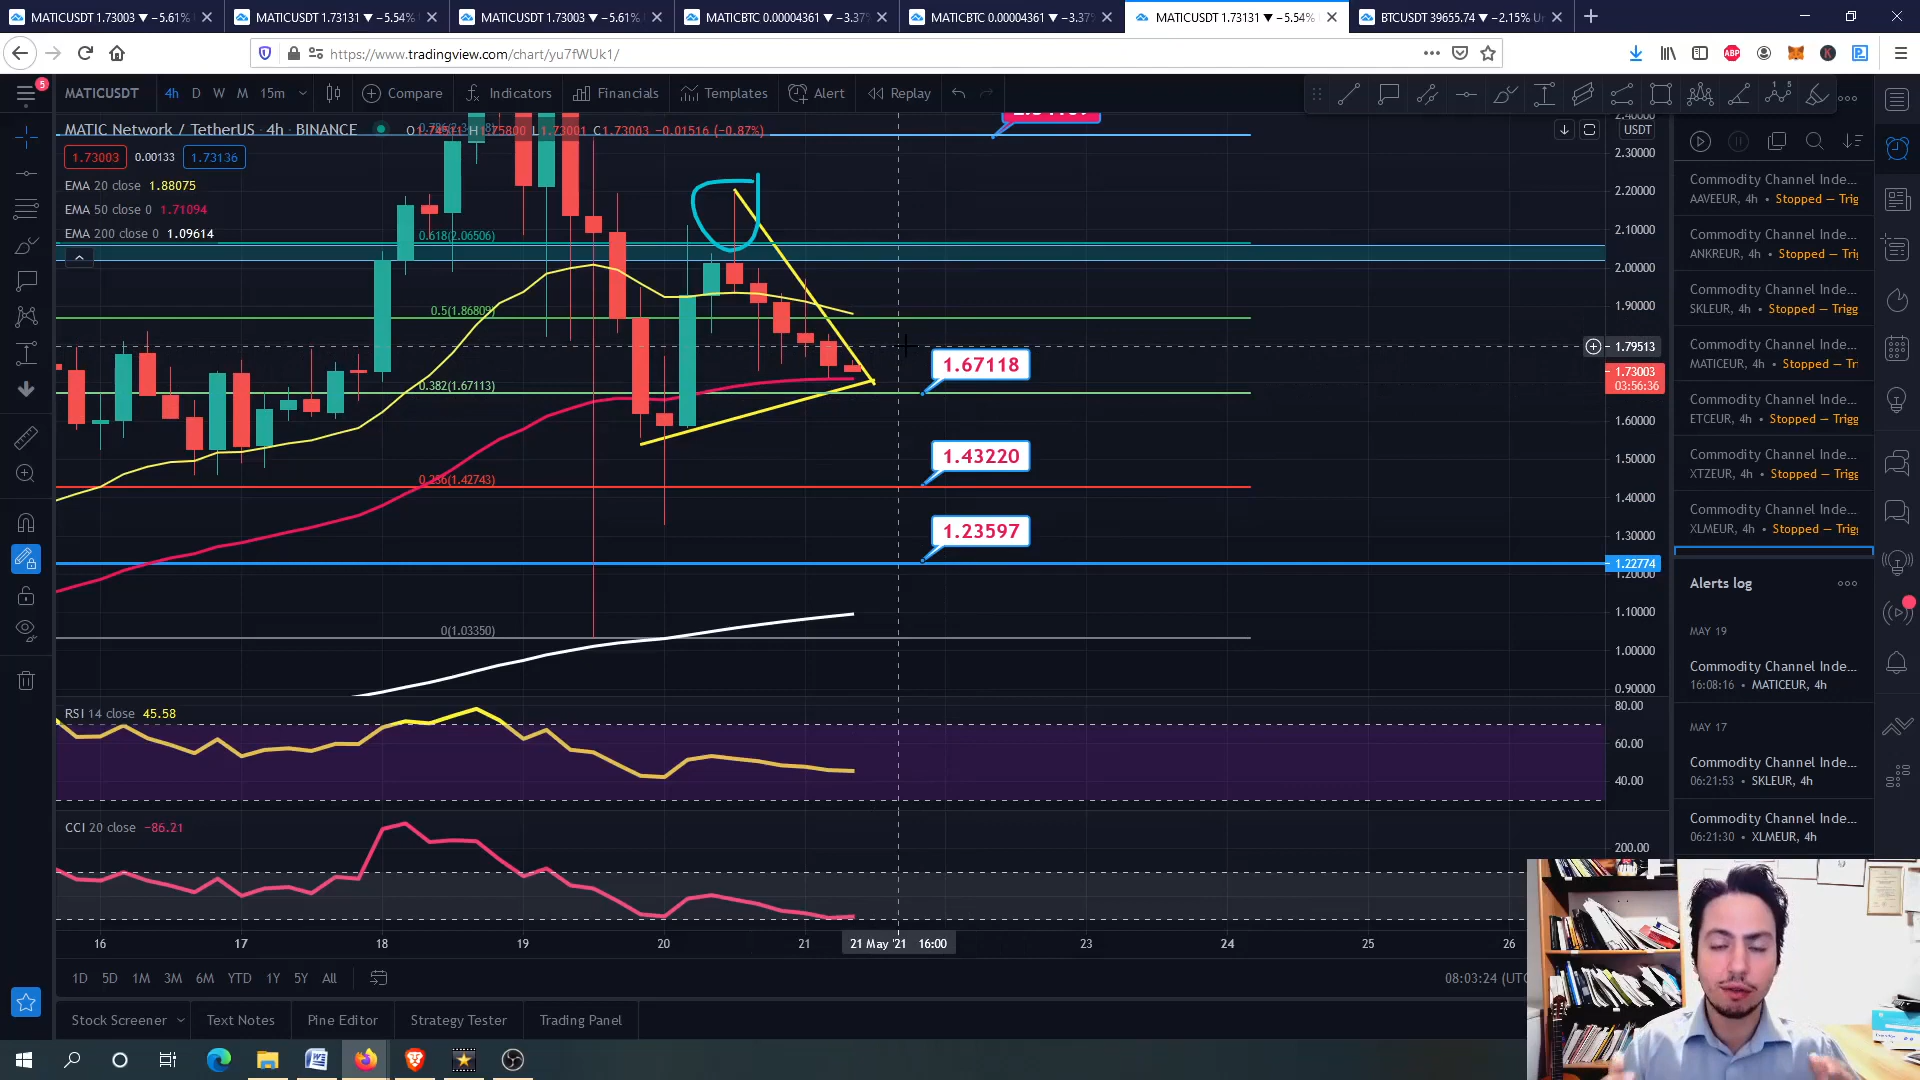 MATICUSDT 1.73003 ▼ −5.61%
MATICUSDT 1.73131 ▼ −5.54%
MATICUSDT 1.73003 ▼ −5.61%
MATICBTC 0.00004361 ▼ −3.37%
MATICBTC 0.00004361 ▼ −3.37%
MATICUSDT 1.73131 ▼ −5.54%
BTCUSDT 39655.74 ▼ −2.15% U
https://www.tradingview.com/chart/yu7fWUk1/
ABP
5
MATICUSDT 4h D W M 15m Compare Indicators Financials Templates Alert Replay
MATIC Network / TetherUS · 4h · BINANCE O1.74511 H1.75800 L1.73001 C1.73003 −0.01516 (−0.87%)
1.73003 0.00133 1.73136
EMA 20 close 1.88075
EMA 50 close 0 1.71094
EMA 200 close 0 1.09614
0.618(2.06506)
0.5(1.86809)
0.382(1.67113)
0.236(1.42743)
0(1.03350)
1.67118
1.43220
1.23597
USDT
2.40000
2.30000
2.20000
2.10000
2.00000
1.90000
1.79513
1.73003
03:56:36
1.60000
1.50000
1.40000
1.30000
1.22774
1.20000
1.10000
1.00000
0.90000
RSI 14 close 45.58
80.00
60.00
40.00
CCI 20 close −86.21
200.00
16 17 18 19 20 21 21 May '21 16:00 23 24 25 26
1D 5D 1M 3M 6M YTD 1Y 5Y All
08:03:24 (UTC
Stock Screener Text Notes Pine Editor Strategy Tester Trading Panel
Commodity Channel Inde...
AAVEEUR, 4h • Stopped — Trig
Commodity Channel Inde...
ANKREUR, 4h • Stopped — Tri
Commodity Channel Inde...
SKLEUR, 4h • Stopped — Trigg
Commodity Channel Inde...
MATICEUR, 4h • Stopped — Tri
Commodity Channel Inde...
ETCEUR, 4h • Stopped — Trigg
Commodity Channel Inde...
XTZEUR, 4h • Stopped — Trigg
Commodity Channel Inde...
XLMEUR, 4h • Stopped — Trig
Alerts log
MAY 19
Commodity Channel Inde...
16:08:16 • MATICEUR, 4h
MAY 17
Commodity Channel Inde...
06:21:53 • SKLEUR, 4h
Commodity Channel Inde...
06:21:30 • XLMEUR, 4h